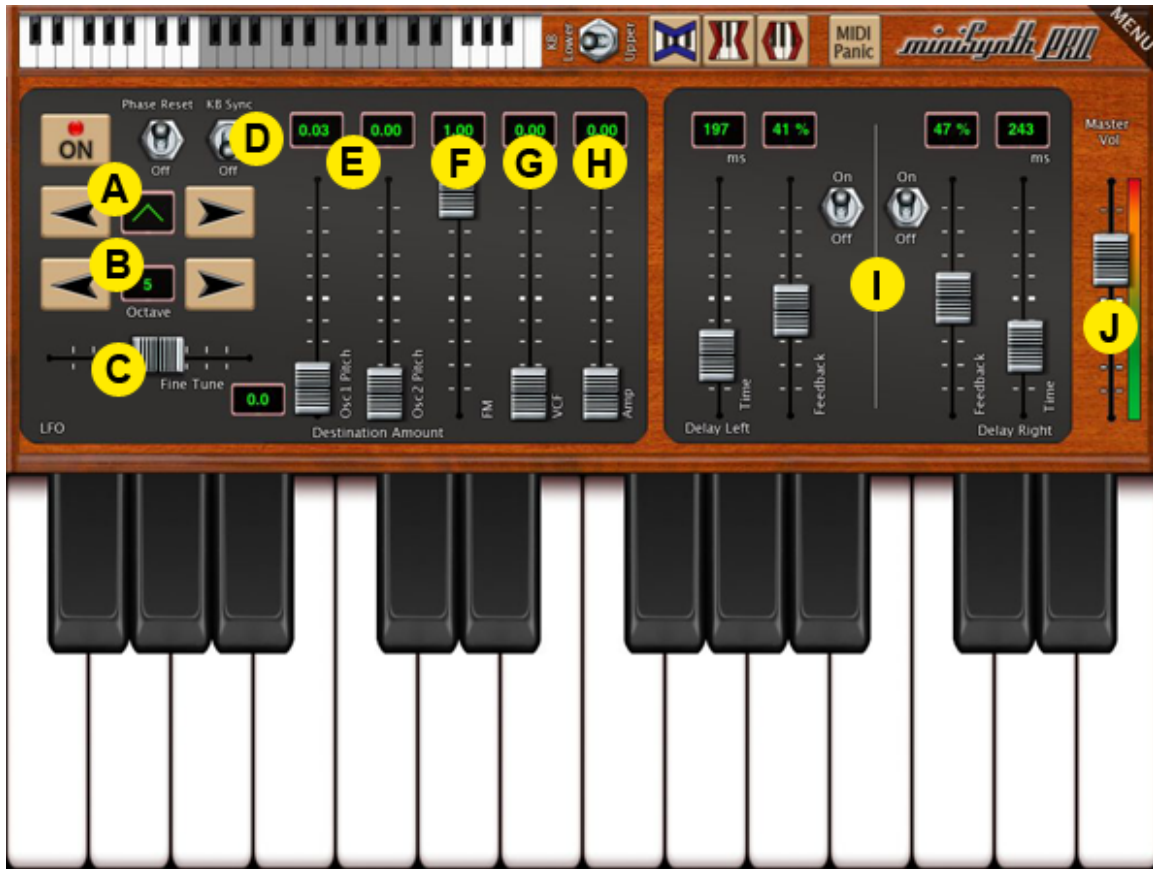 KB
Lower
Upper
MIDI
Panic
miniSynth PRO
MENU
Phase Reset
KB Sync
ON
Off
Off
D
0.03
0.00
1.00
0.00
0.00
E
F
G
H
A
B
5
Octave
C
Fine Tune
0.0
LFO
Osc1 Pitch
Osc2 Pitch
FM
VCF
Amp
Destination Amount
197
41 %
47 %
243
ms
ms
On
Off
On
Off
I
Time
Feedback
Feedback
Time
Delay Left
Delay Right
Master
Vol
J